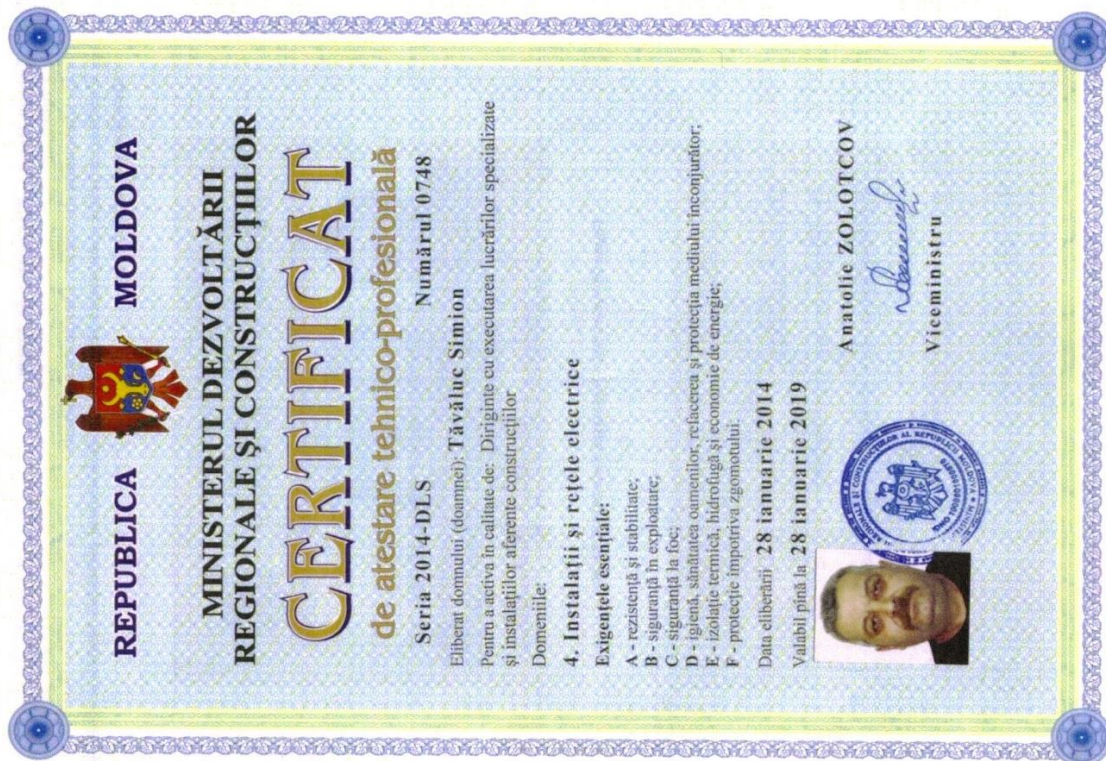 REPUBLICA MOLDOVA
MINISTERUL DEZVOLTĂRII
REGIONALE ŞI CONSTRUCŢIILOR
CERTIFICAT
de atestare tehnico-profesională
Seria 2014-DLS Numărul 0748
Eliberat domnului (doamnei): Tăvăluc Simion
Pentru a activa în calitate de: Diriginte cu executarea lucrărilor specializate
şi instalaţiilor aferente construcţiilor
Domeniile:
4. Instalaţii şi reţele electrice
Exigenţele esenţiale:
A - rezistenţă şi stabilitate;
B - siguranţă în exploatare;
C - siguranţă la foc;
D - igienă, sănătatea oamenilor, refacerea şi protecţia mediului înconjurător;
E - izolaţie termică, hidrofugă şi economie de energie;
F - protecţie împotriva zgomotului.
Data eliberării 28 ianuarie 2014
Valabil pînă la 28 ianuarie 2019
Anatolie ZOLOTCOV
Viceministru